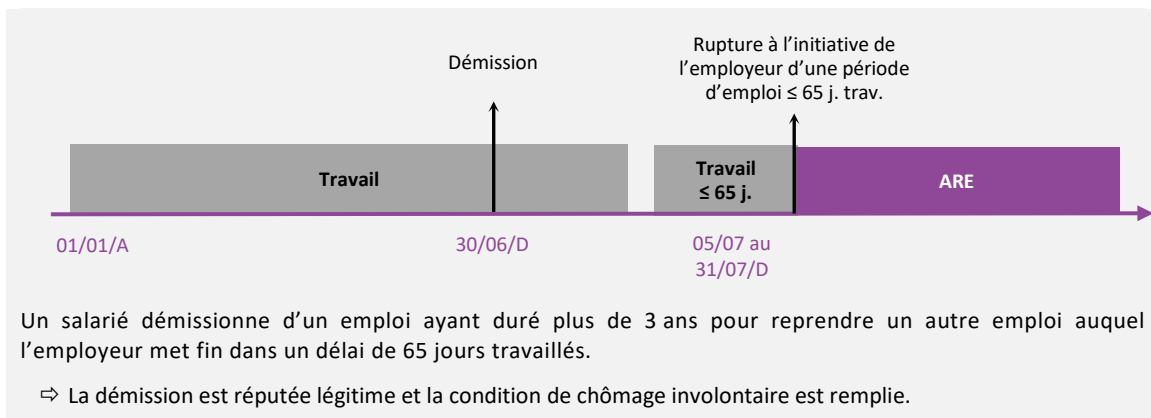 Démission
Rupture à l’initiative de
l’employeur d’une période
d’emploi ≤ 65 j. trav.
Travail
Travail
≤ 65 j.
ARE
01/01/A
30/06/D
05/07 au
31/07/D
Un salarié démissionne d’un emploi ayant duré plus de 3 ans pour reprendre un autre emploi auquel
l’employeur met fin dans un délai de 65 jours travaillés.
⇨ La démission est réputée légitime et la condition de chômage involontaire est remplie.